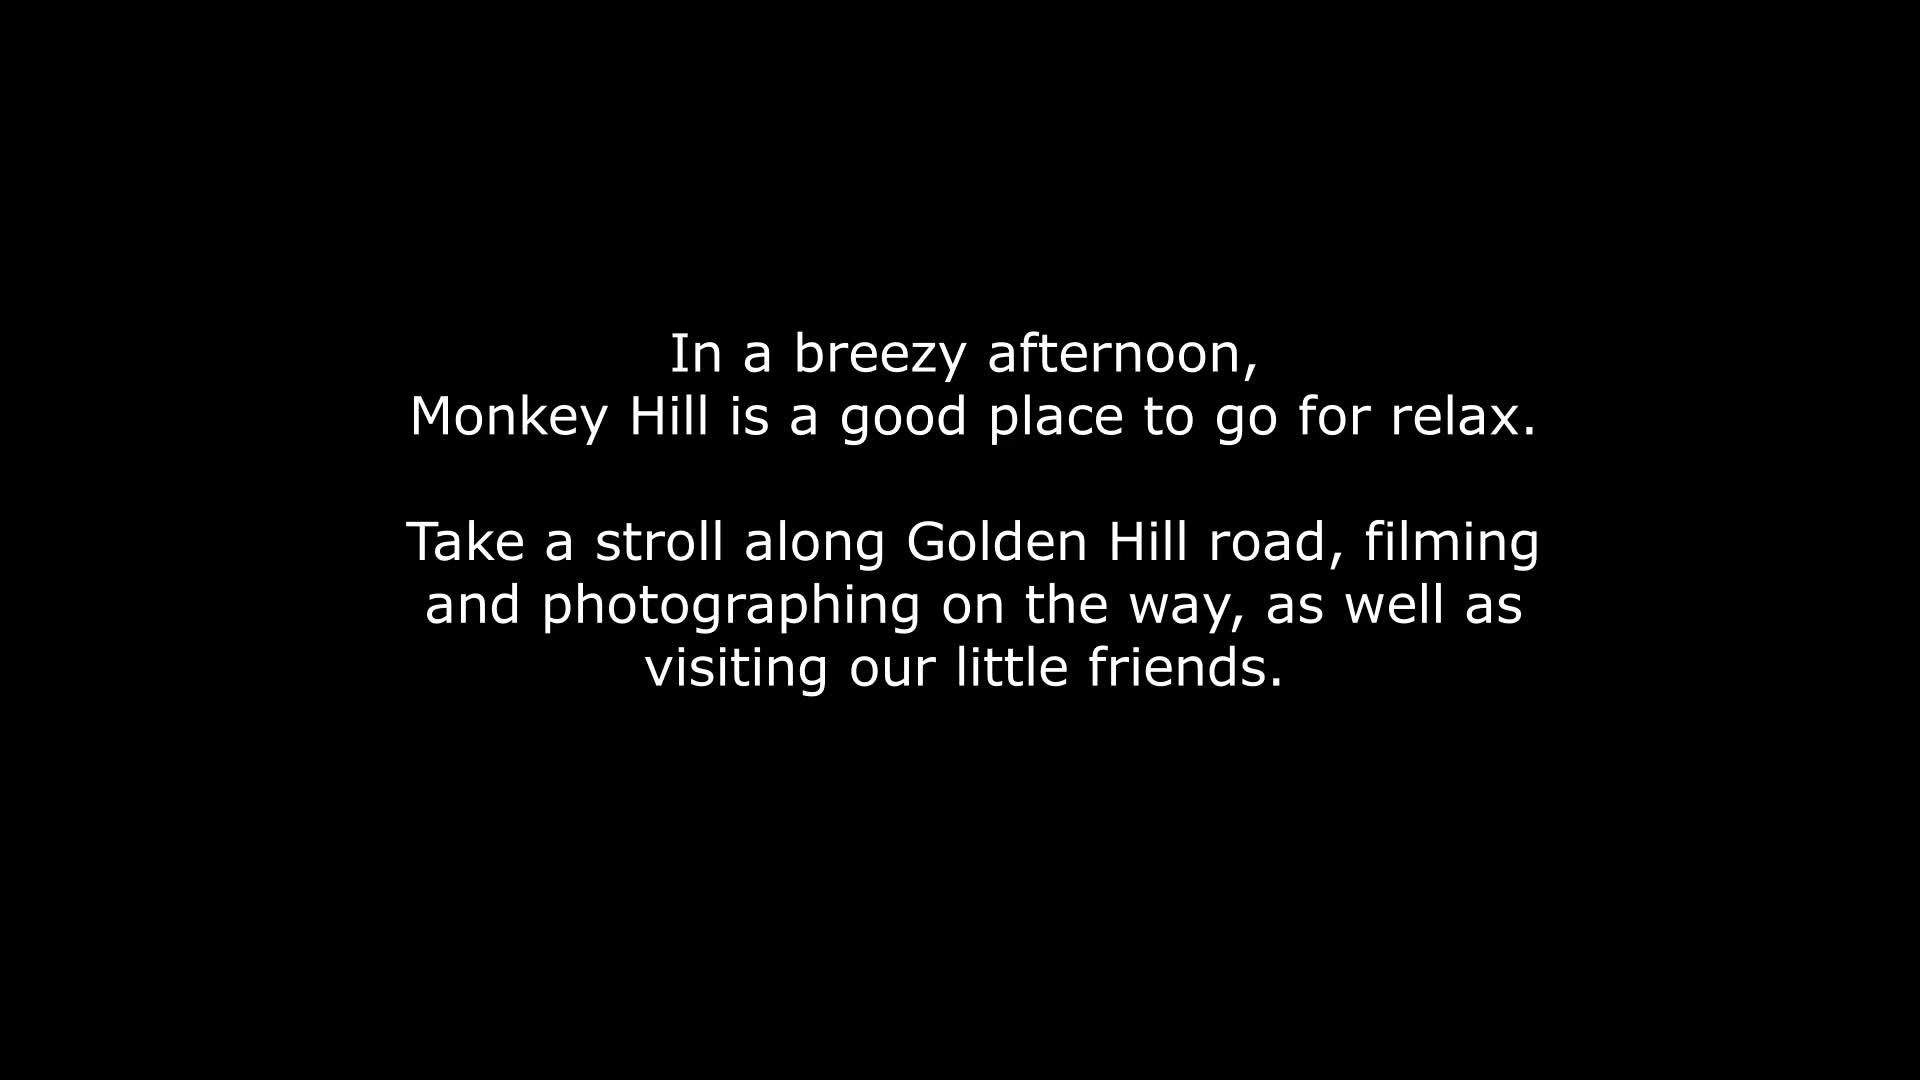 In a breezy afternoon,
Monkey Hill is a good place to go for relax.
Take a stroll along Golden Hill road, filming
and photographing on the way, as well as
visiting our little friends.